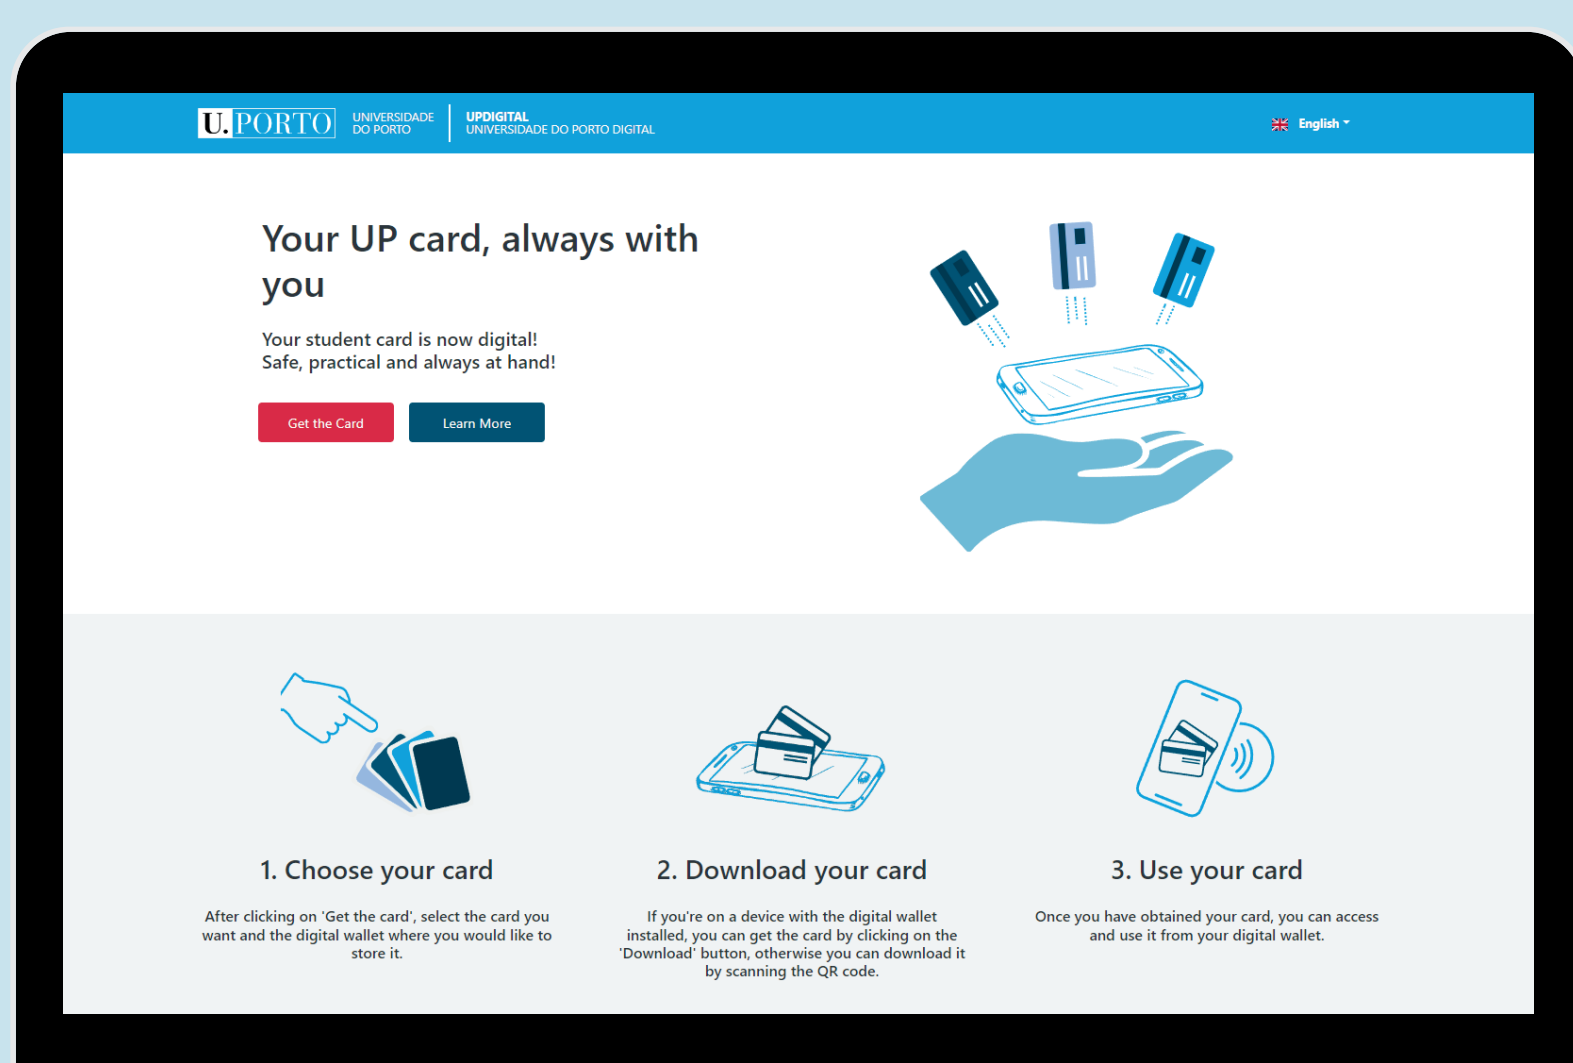 U. PORTO
UNIVERSIDADE
DO PORTO
UPDIGITAL
UNIVERSIDADE DO PORTO DIGITAL
English
Your UP card, always with
you
Your student card is now digital!
Safe, practical and always at hand!
Get the Card
Learn More
1. Choose your card
After clicking on 'Get the card', select the card you
want and the digital wallet where you would like to
store it.
2. Download your card
If you're on a device with the digital wallet
installed, you can get the card by clicking on the
'Download' button, otherwise you can download it
by scanning the QR code.
3. Use your card
Once you have obtained your card, you can access
and use it from your digital wallet.